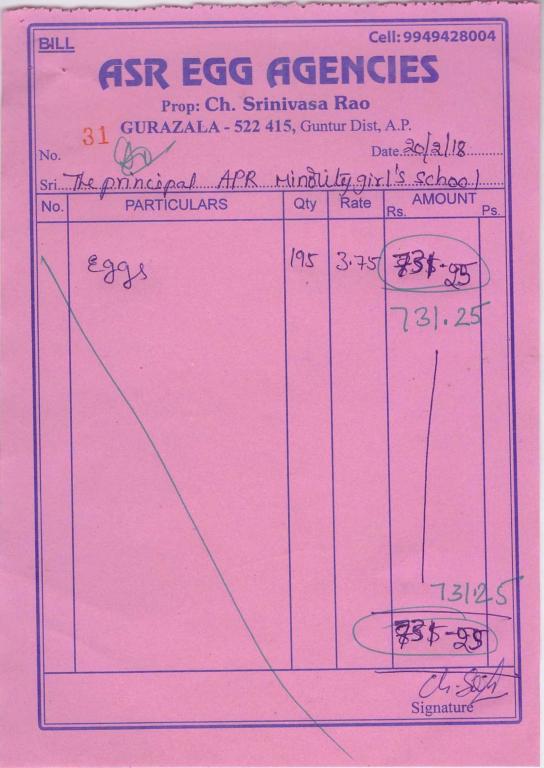 BILL
Cell:9949428004
ASR EGG AGENCIES
Prop: Ch. Srinivasa Rao
GURAZALA - 522 415, Guntur Dist, A.P.
No. 31
Date 20/2/18
Sri The principal APR Minority girl's school
No. PARTICULARS Qty Rate AMOUNT
Rs. Ps.
Eggs 195 3.75 731-25
731.25
731.25
731-25
Signature